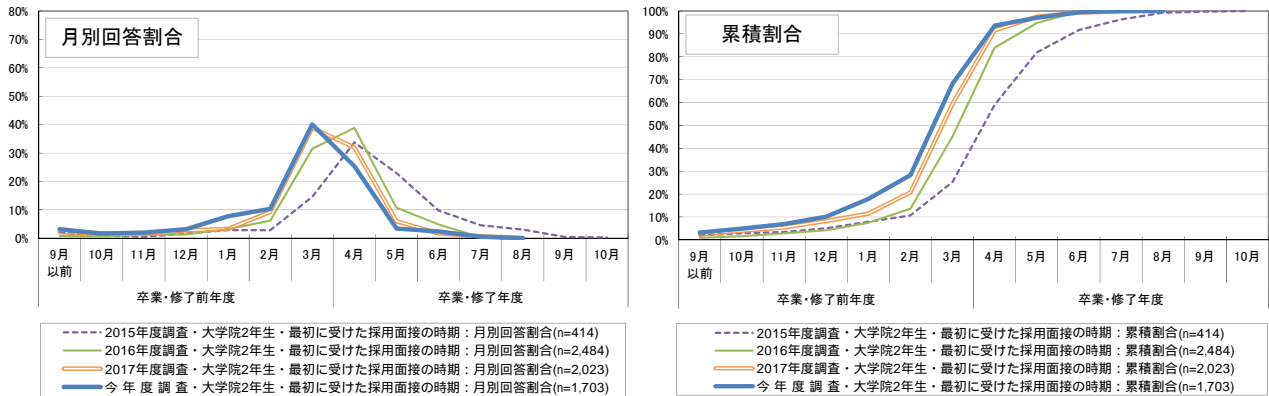 月別回答割合
80%
70%
60%
50%
40%
30%
20%
10%
0%
9月 10月 11月 12月 1月 2月 3月 4月 5月 6月 7月 8月 9月 10月
以前
卒業・修了前年度 卒業・修了年度
2015年度調査・大学院2年生・最初に受けた採用面接の時期：月別回答割合(n=414)
2016年度調査・大学院2年生・最初に受けた採用面接の時期：月別回答割合(n=2,484)
2017年度調査・大学院2年生・最初に受けた採用面接の時期：月別回答割合(n=2,023)
今 年 度 調 査・大学院2年生・最初に受けた採用面接の時期：月別回答割合(n=1,703)
累積割合
100%
90%
80%
70%
60%
50%
40%
30%
20%
10%
0%
9月 10月 11月 12月 1月 2月 3月 4月 5月 6月 7月 8月 9月 10月
以前
卒業・修了前年度 卒業・修了年度
2015年度調査・大学院2年生・最初に受けた採用面接の時期：累積割合(n=414)
2016年度調査・大学院2年生・最初に受けた採用面接の時期：累積割合(n=2,484)
2017年度調査・大学院2年生・最初に受けた採用面接の時期：累積割合(n=2,023)
今 年 度 調 査・大学院2年生・最初に受けた採用面接の時期：累積割合(n=1,703)